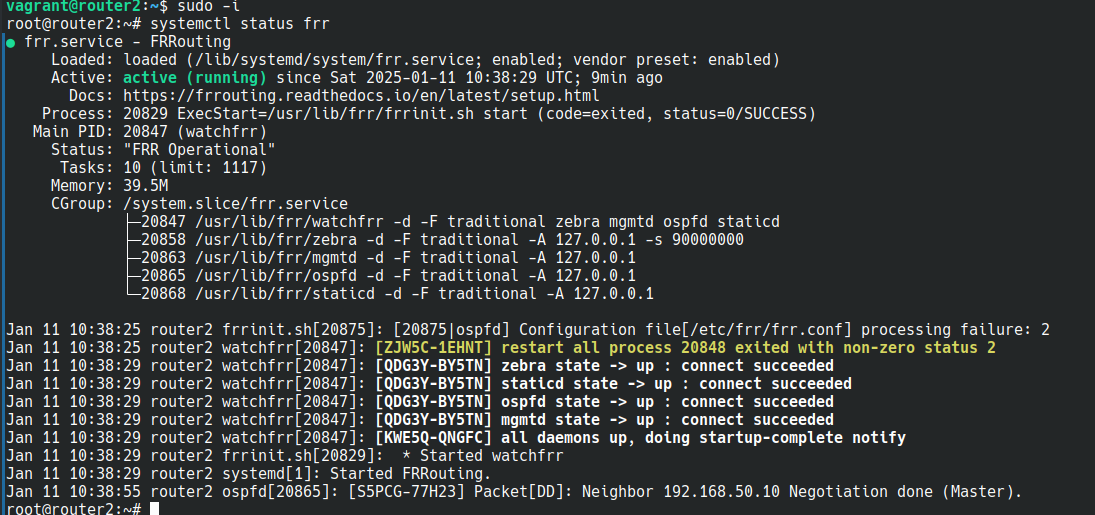 vagrant@router2:~$ sudo -i
root@router2:~# systemctl status frr
● frr.service - FRRouting
     Loaded: loaded (/lib/systemd/system/frr.service; enabled; vendor preset: enabled)
     Active: active (running) since Sat 2025-01-11 10:38:29 UTC; 9min ago
       Docs: https://frrouting.readthedocs.io/en/latest/setup.html
    Process: 20829 ExecStart=/usr/lib/frr/frrinit.sh start (code=exited, status=0/SUCCESS)
   Main PID: 20847 (watchfrr)
     Status: "FRR Operational"
      Tasks: 10 (limit: 1117)
     Memory: 39.5M
     CGroup: /system.slice/frr.service
             ├─20847 /usr/lib/frr/watchfrr -d -F traditional zebra mgmtd ospfd staticd
             ├─20858 /usr/lib/frr/zebra -d -F traditional -A 127.0.0.1 -s 90000000
             ├─20863 /usr/lib/frr/mgmtd -d -F traditional -A 127.0.0.1
             ├─20865 /usr/lib/frr/ospfd -d -F traditional -A 127.0.0.1
             └─20868 /usr/lib/frr/staticd -d -F traditional -A 127.0.0.1
Jan 11 10:38:25 router2 frrinit.sh[20875]: [20875|ospfd] Configuration file[/etc/frr/frr.conf] processing failure: 2
Jan 11 10:38:25 router2 watchfrr[20847]: [ZJW5C-1EHNT] restart all process 20848 exited with non-zero status 2
Jan 11 10:38:29 router2 watchfrr[20847]: [QDG3Y-BY5TN] zebra state -> up : connect succeeded
Jan 11 10:38:29 router2 watchfrr[20847]: [QDG3Y-BY5TN] staticd state -> up : connect succeeded
Jan 11 10:38:29 router2 watchfrr[20847]: [QDG3Y-BY5TN] ospfd state -> up : connect succeeded
Jan 11 10:38:29 router2 watchfrr[20847]: [QDG3Y-BY5TN] mgmtd state -> up : connect succeeded
Jan 11 10:38:29 router2 watchfrr[20847]: [KWE5Q-QNGFC] all daemons up, doing startup-complete notify
Jan 11 10:38:29 router2 frrinit.sh[20829]:  * Started watchfrr
Jan 11 10:38:29 router2 systemd[1]: Started FRRouting.
Jan 11 10:38:55 router2 ospfd[20865]: [S5PCG-77H23] Packet[DD]: Neighbor 192.168.50.10 Negotiation done (Master).
root@router2:~#